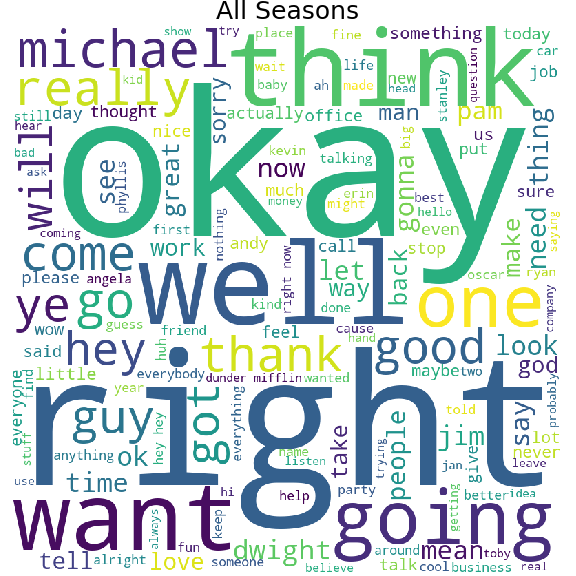 All Seasons
show
try
place
fine
something
today
michael
think
wait
life
car
question
really
kid
baby
ah
made
new
head
stanley
job
still
day
thought
sorry
actually
office
man
pam
hear
nice
okay
big
us
thing
bad
will
see
phyllis
great
kevin
now
talking
gonna
put
ask
much
erin
might
best
sure
money
hello
even
coming
first
nothing
come
work
andy
well
right now
call
stop
make
need
saying
please
angela
kind
let
way
back
oscar
ryan
ye
go
done
one
company
wow
guess
friend
feel
cause
said
hey
huh
thank
hand
good
look
maybe
two
god
little
everybody
dunder mifflin
wanted
probably
everyone
find
stuff
year
right
guy
got
everything
told
say
lot
anything
ok
hey hey
name
listen
take
people
trying
jim
give
never
use
time
jan.
leave
want
hi
help
party
going
getting
better
idea
always
keep
fun
someone
dwight
around
mean
toby
tell
alright
love
believe
talk
cool
business
real